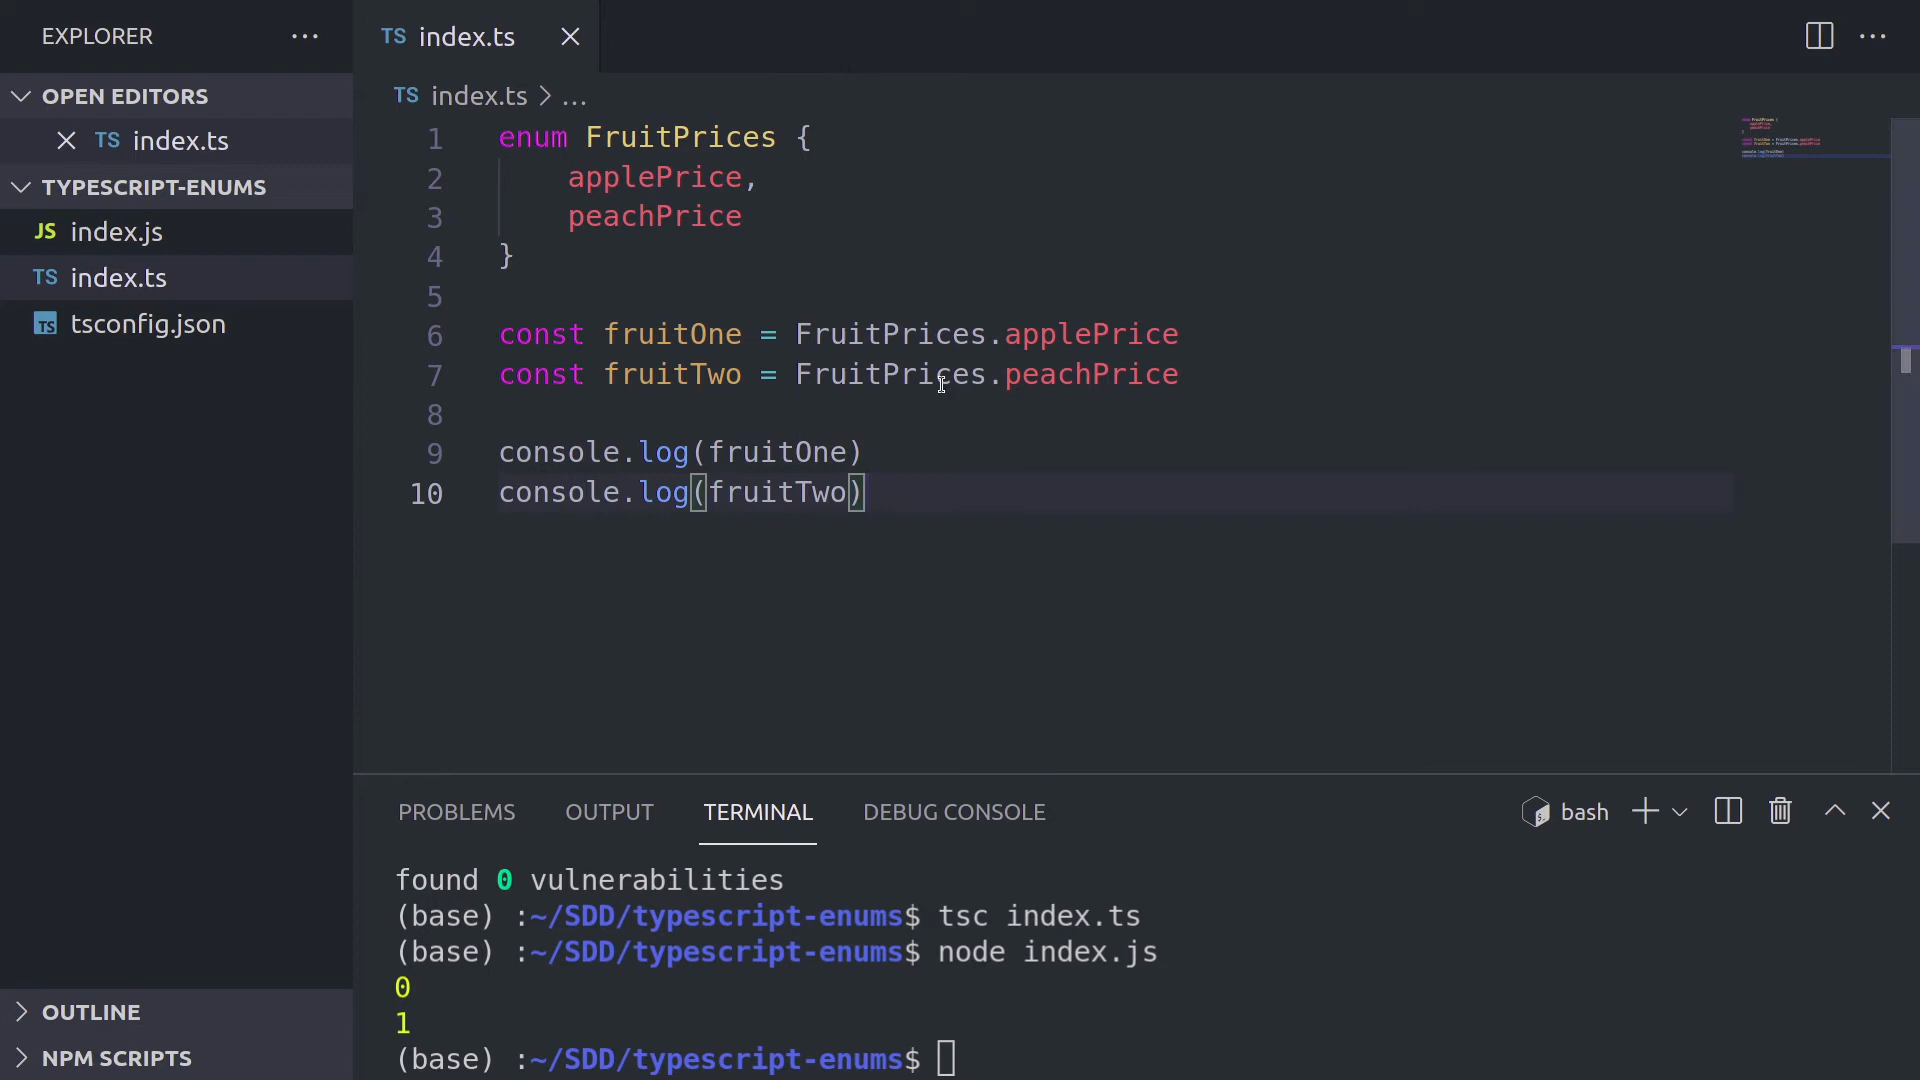 EXPLORER
OPEN EDITORS
TS index.ts
TYPESCRIPT-ENUMS
JS index.js
TS index.ts
TS tsconfig.json
OUTLINE
NPM SCRIPTS
TS index.ts
TS index.ts > ...
1 enum FruitPrices {
2 applePrice,
3 peachPrice
4 }
5
6 const fruitOne = FruitPrices.applePrice
7 const fruitTwo = FruitPrices.peachPrice
8
9 console.log(fruitOne)
10 console.log(fruitTwo)
PROBLEMS OUTPUT TERMINAL DEBUG CONSOLE bash
found 0 vulnerabilities
(base) :~/SDD/typescript-enums$ tsc index.ts
(base) :~/SDD/typescript-enums$ node index.js
0
1
(base) :~/SDD/typescript-enums$